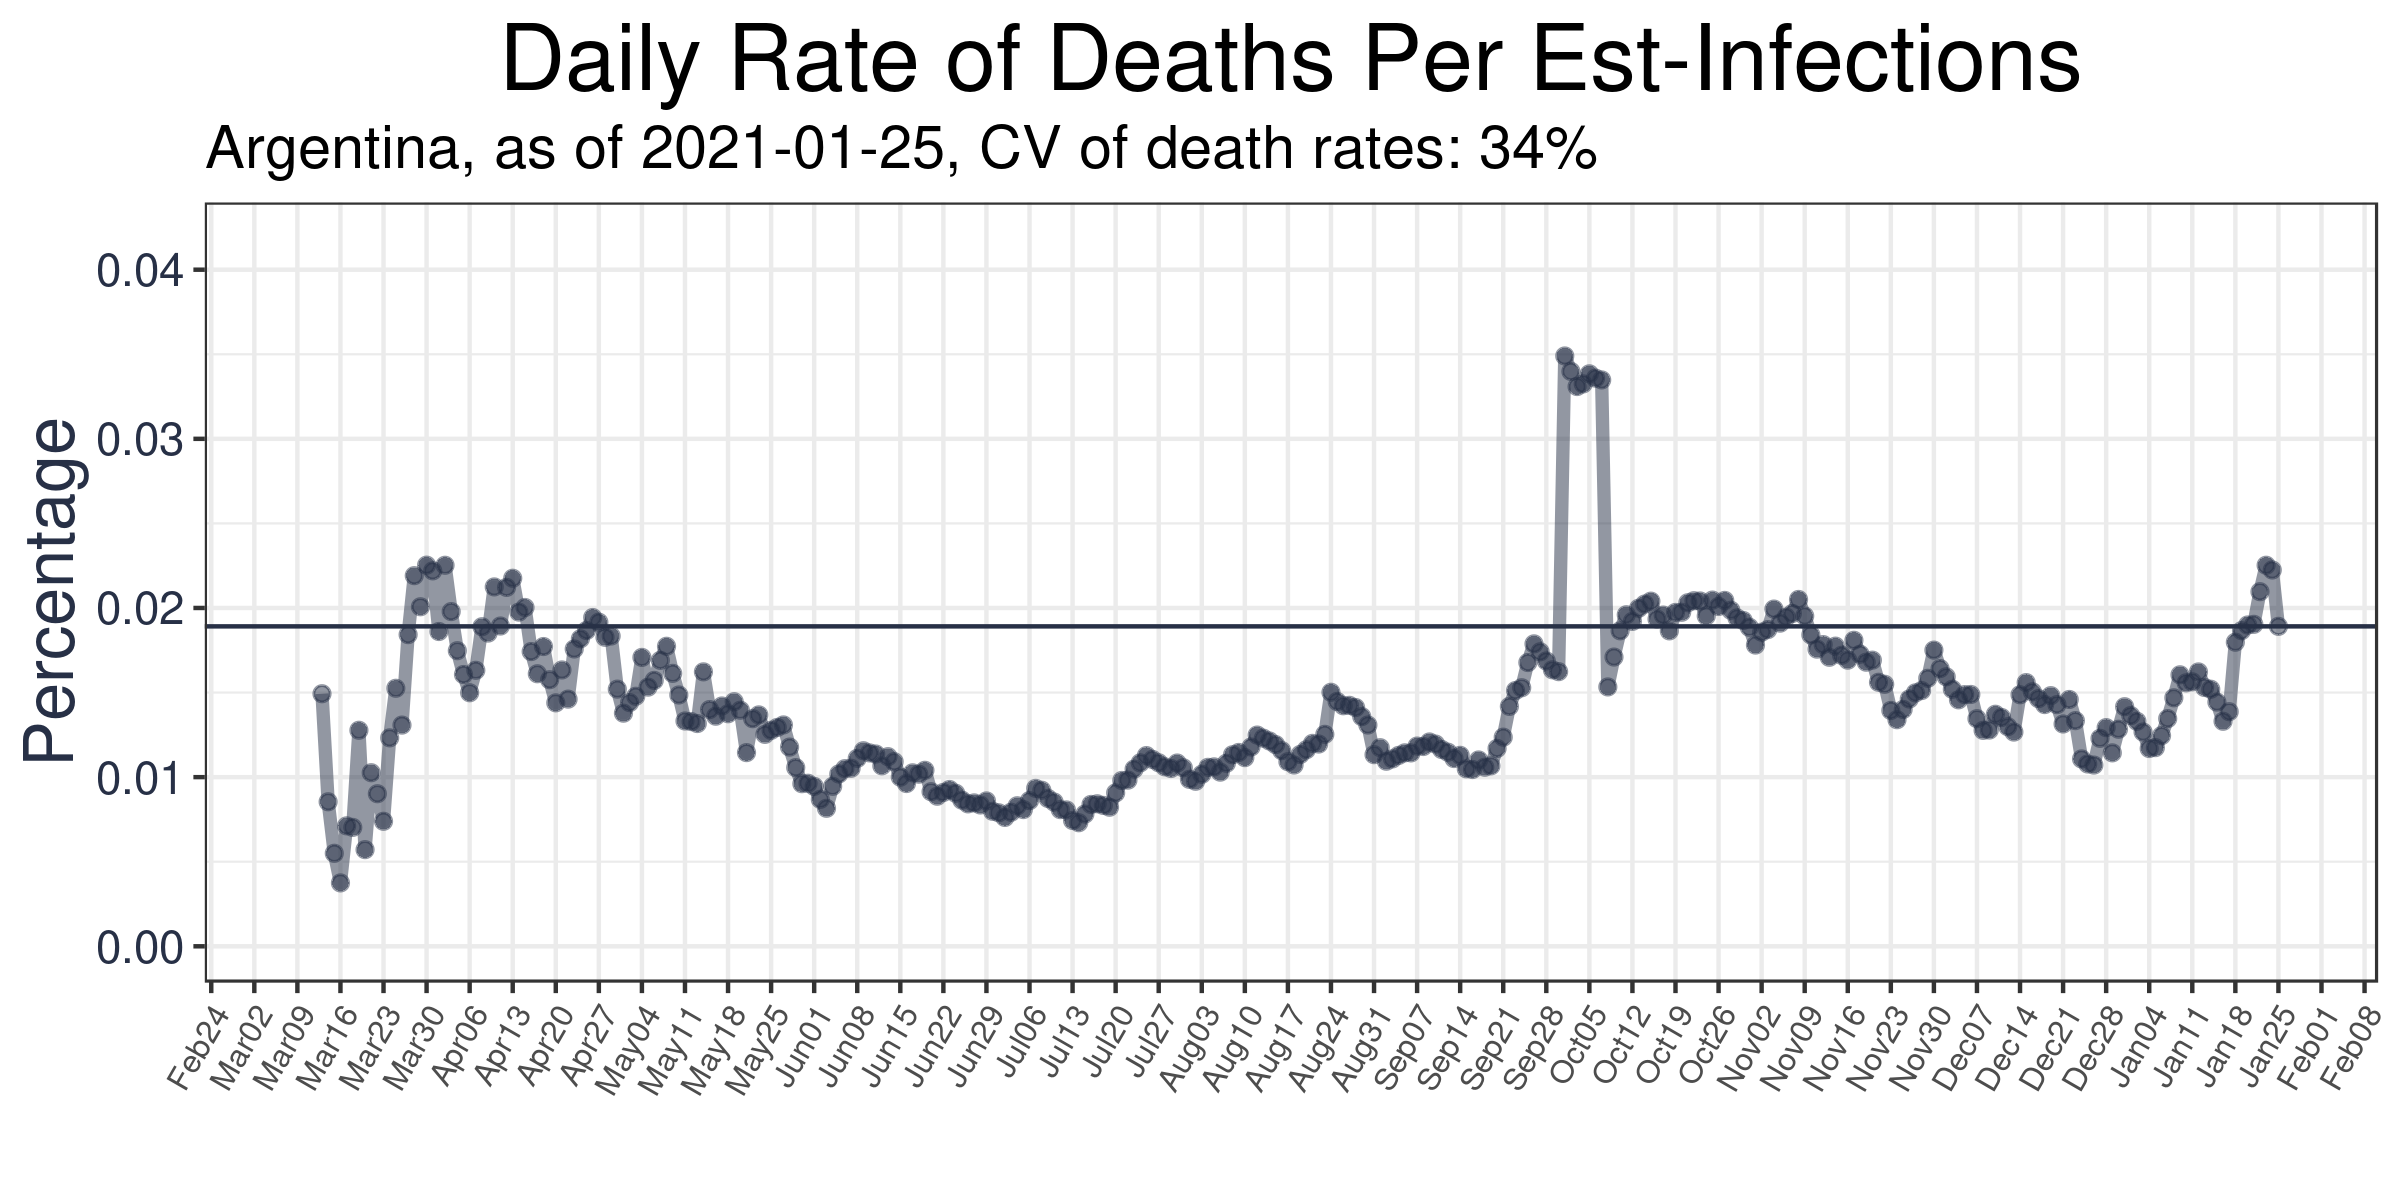 Daily Rate of Deaths Per Est-Infections
Argentina, as of 2021-01-25, CV of death rates: 34%
Percentage
0.04
0.03
0.02
0.01
0.00
Feb24
Mar02
Mar09
Mar16
Mar23
Mar30
Apr06
Apr13
Apr20
Apr27
May04
May11
May18
May25
Jun01
Jun08
Jun15
Jun22
Jun29
Jul06
Jul13
Jul20
Jul27
Aug03
Aug10
Aug17
Aug24
Aug31
Sep07
Sep14
Sep21
Sep28
Oct05
Oct12
Oct19
Oct26
Nov02
Nov09
Nov16
Nov23
Nov30
Dec07
Dec14
Dec21
Dec28
Jan04
Jan11
Jan18
Jan25
Feb01
Feb08